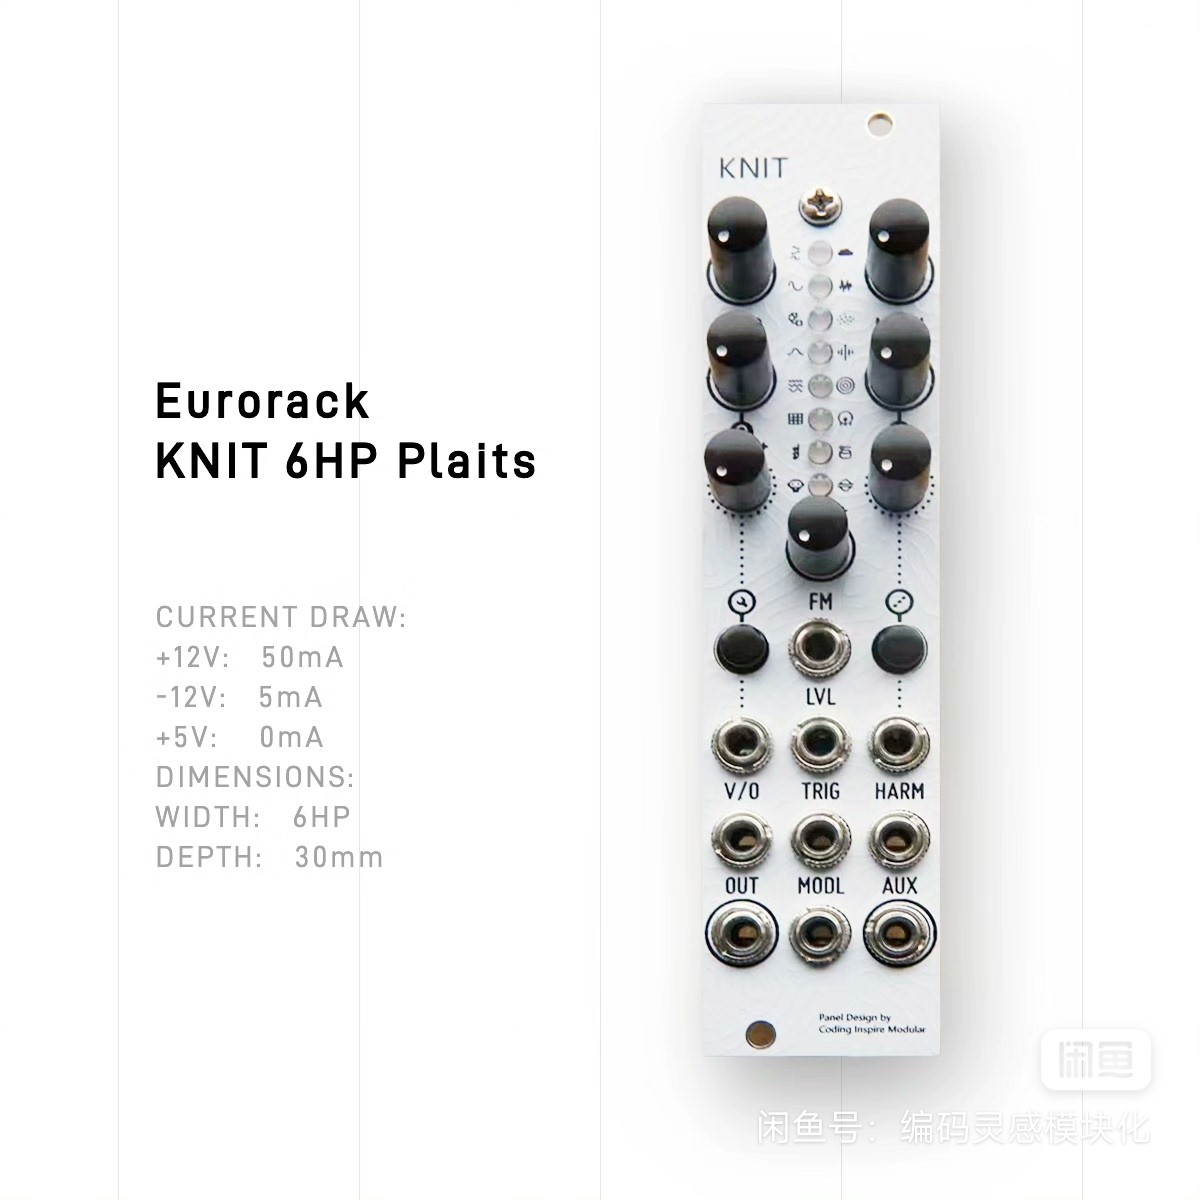 KNIT
Eurorack
KNIT 6HP Plaits
CURRENT DRAW:
+12V: 50mA
-12V: 5mA
+5V: 0mA
DIMENSIONS:
WIDTH: 6HP
DEPTH: 30mm
FM
LVL
V/O TRIG HARM
OUT MODL AUX
Panel Design by
Coding Inspire Modular
闲鱼
闲鱼号：编码灵感模块化